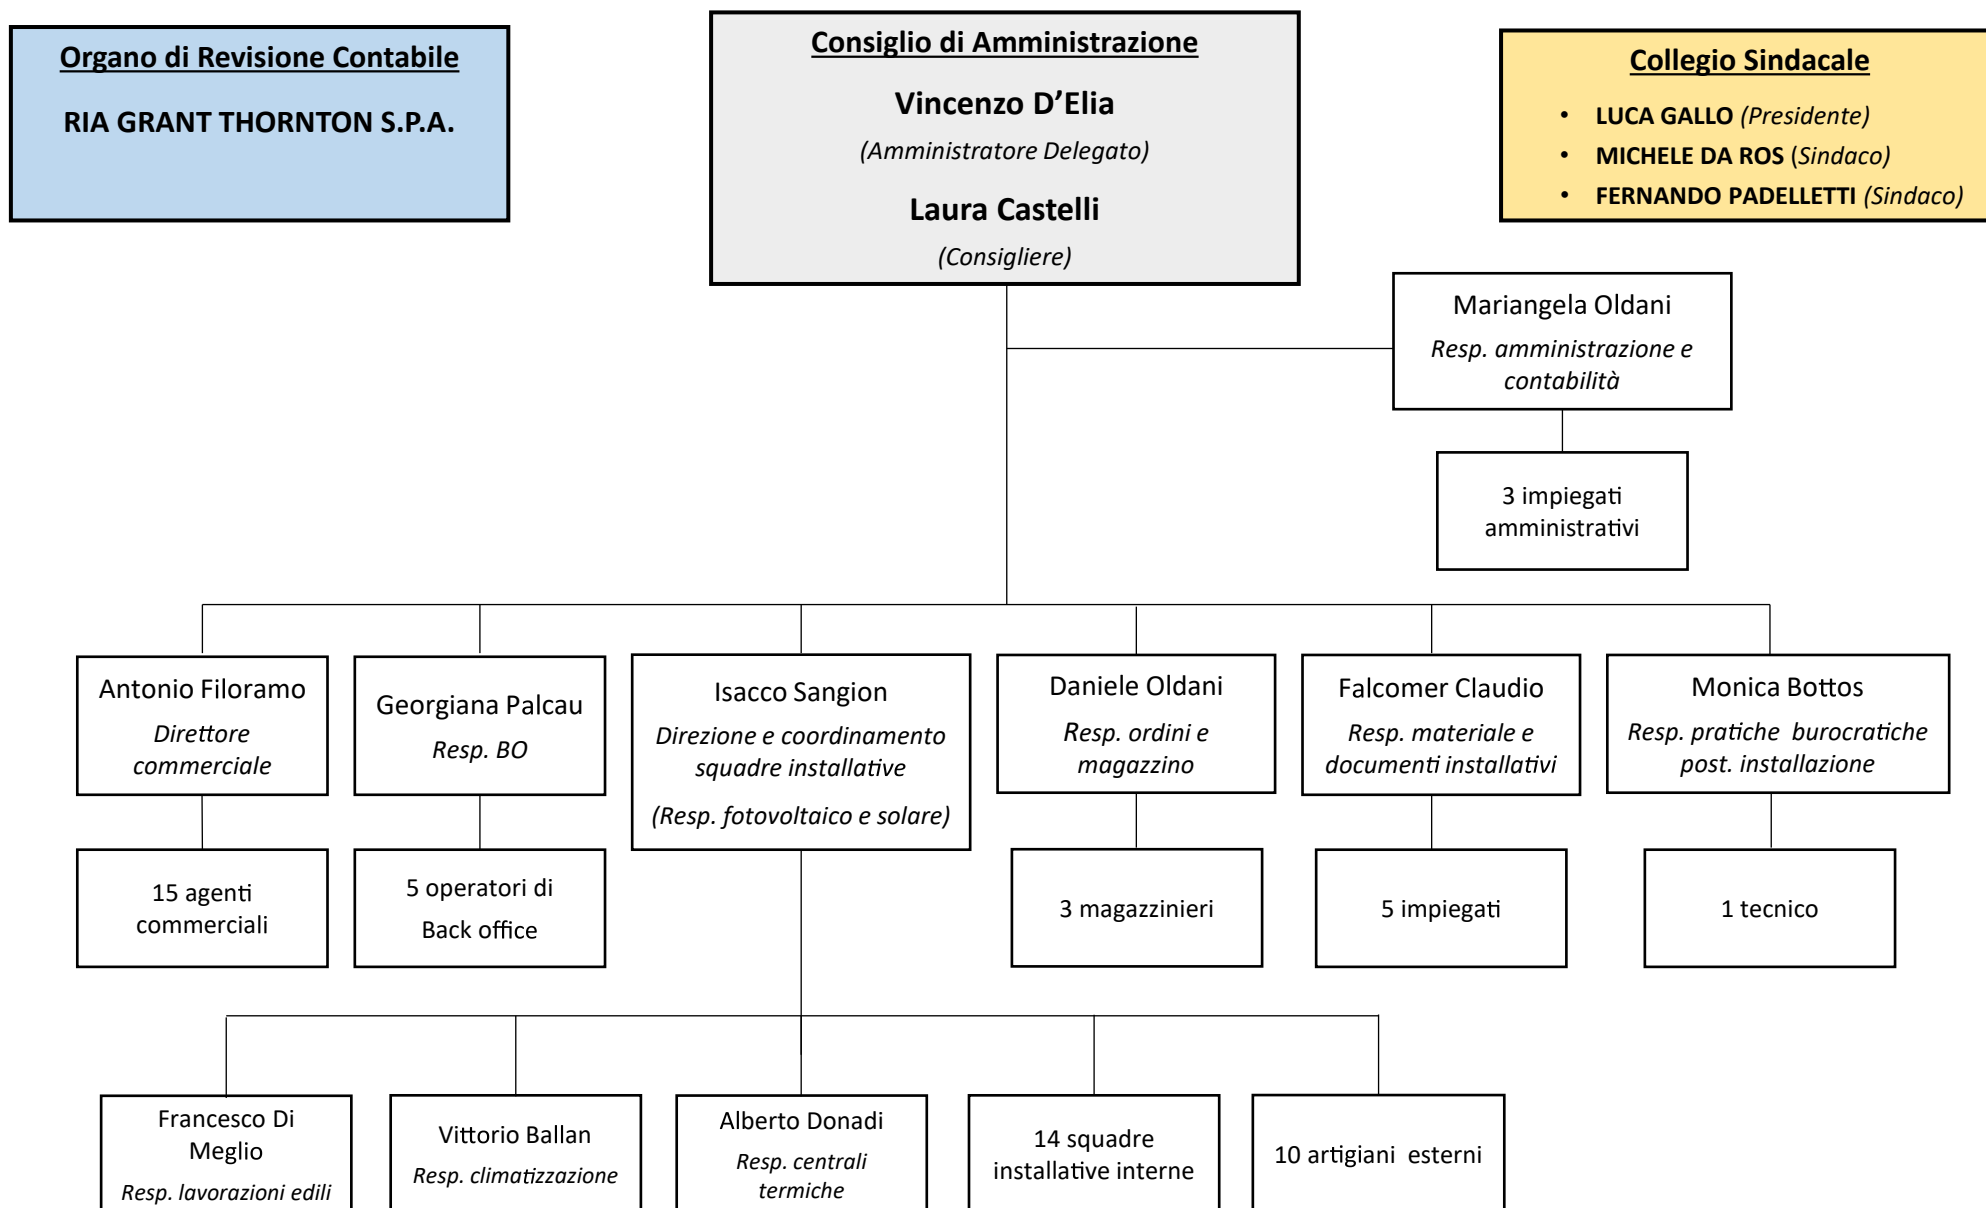 Organo di Revisione Contabile
RIA GRANT THORNTON S.P.A.
Consiglio di Amministrazione
Vincenzo D’Elia
(Amministratore Delegato)
Laura Castelli
(Consigliere)
Collegio Sindacale
• LUCA GALLO (Presidente)
• MICHELE DA ROS (Sindaco)
• FERNANDO PADELLETTI (Sindaco)
Mariangela Oldani
Resp. amministrazione e
contabilità
3 impiegati
amministrativi
Antonio Filoramo
Direttore
commerciale
Georgiana Palcau
Resp. BO
Isacco Sangion
Direzione e coordinamento
squadre installative
(Resp. fotovoltaico e solare)
Daniele Oldani
Resp. ordini e
magazzino
Falcomer Claudio
Resp. materiale e
documenti installativi
Monica Bottos
Resp. pratiche burocratiche
post. installazione
15 agenti
commerciali
5 operatori di
Back office
3 magazzinieri
5 impiegati
1 tecnico
Francesco Di
Meglio
Resp. lavorazioni edili
Vittorio Ballan
Resp. climatizzazione
Alberto Donadi
Resp. centrali
termiche
14 squadre
installative interne
10 artigiani esterni